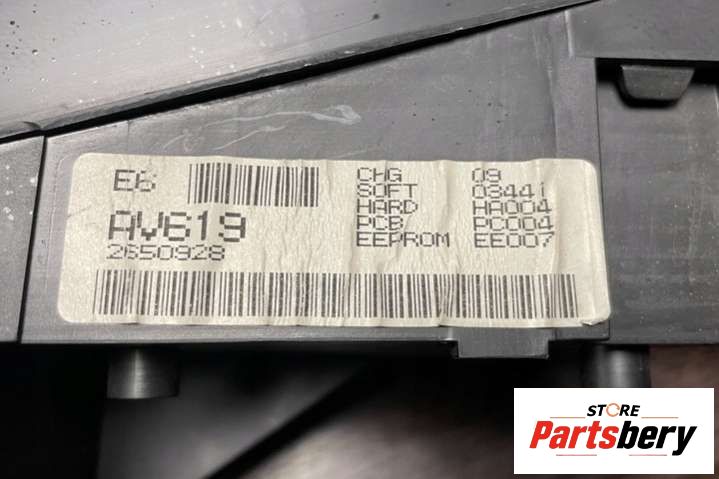 E6
AV619
2650928
CHG 09
SOFT 0344i
HARD HA004
PCB PC004
EEPROM EE007
STORE
Partsbery